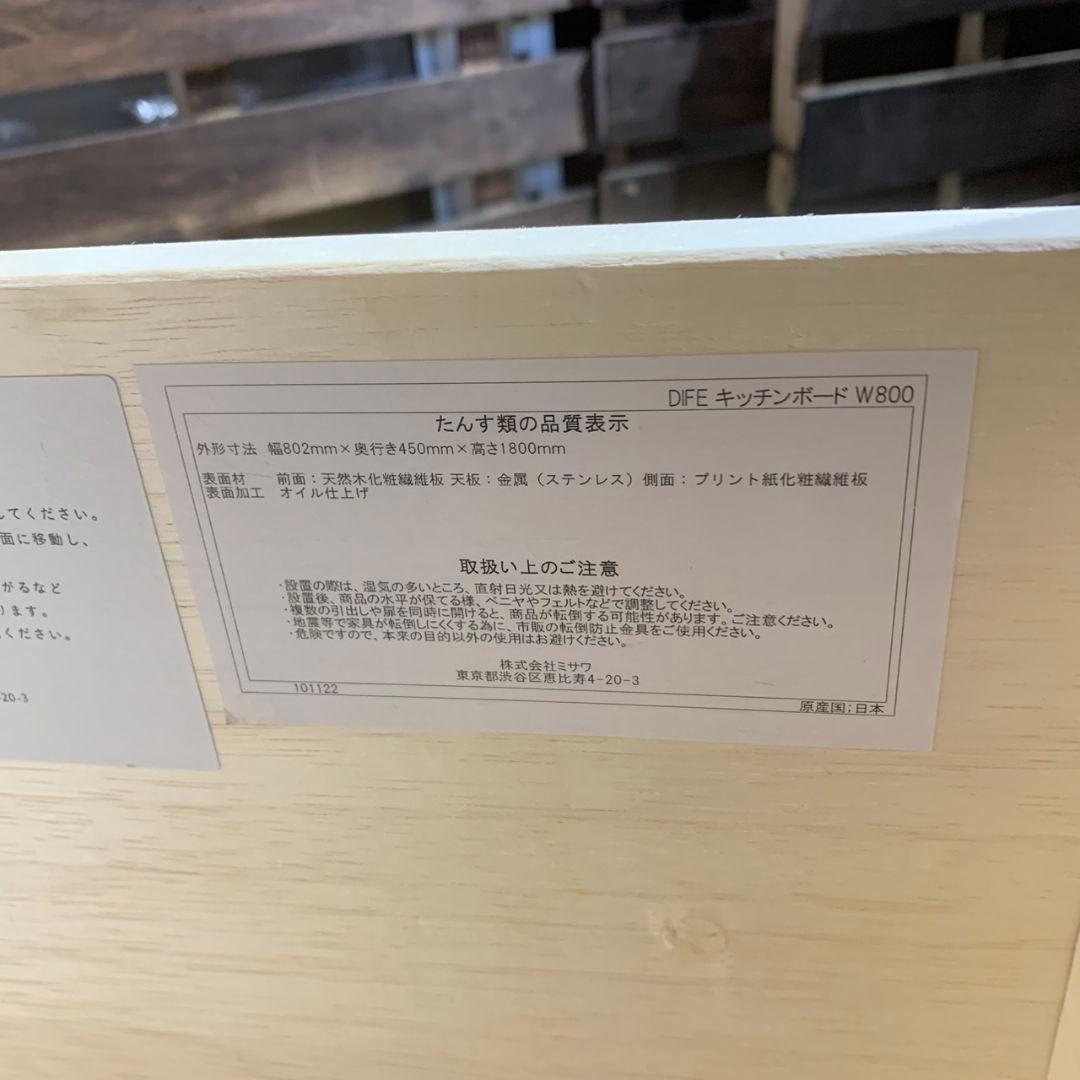 DIFE キッチンボード W800
たんす類の品質表示
外形寸法 幅802mm×奥行き450mm×高さ1800mm
表面材 前面：天然木化粧繊維板 天板：金属（ステンレス）側面：プリント紙化粧繊維板
表面加工 オイル仕上げ
取扱い上のご注意
・設置の際は、湿気の多いところ、直射日光又は熱を避けてください。
・設置後、商品の水平が保てる様、ベニヤやフェルトなどで調整してください。
・複数の引出しや扉を同時に開けると、商品が転倒する可能性があります。ご注意ください。
・地震等で家具が転倒しにくくする為に、市販の転倒防止金具をご使用ください。
・危険ですので、本来の目的以外の使用はお避けください。
株式会社ミサワ
東京都渋谷区恵比寿4-20-3
101122
原産国；日本
してください。
面に移動し、
がるなど
ります。
ください。
-20-3